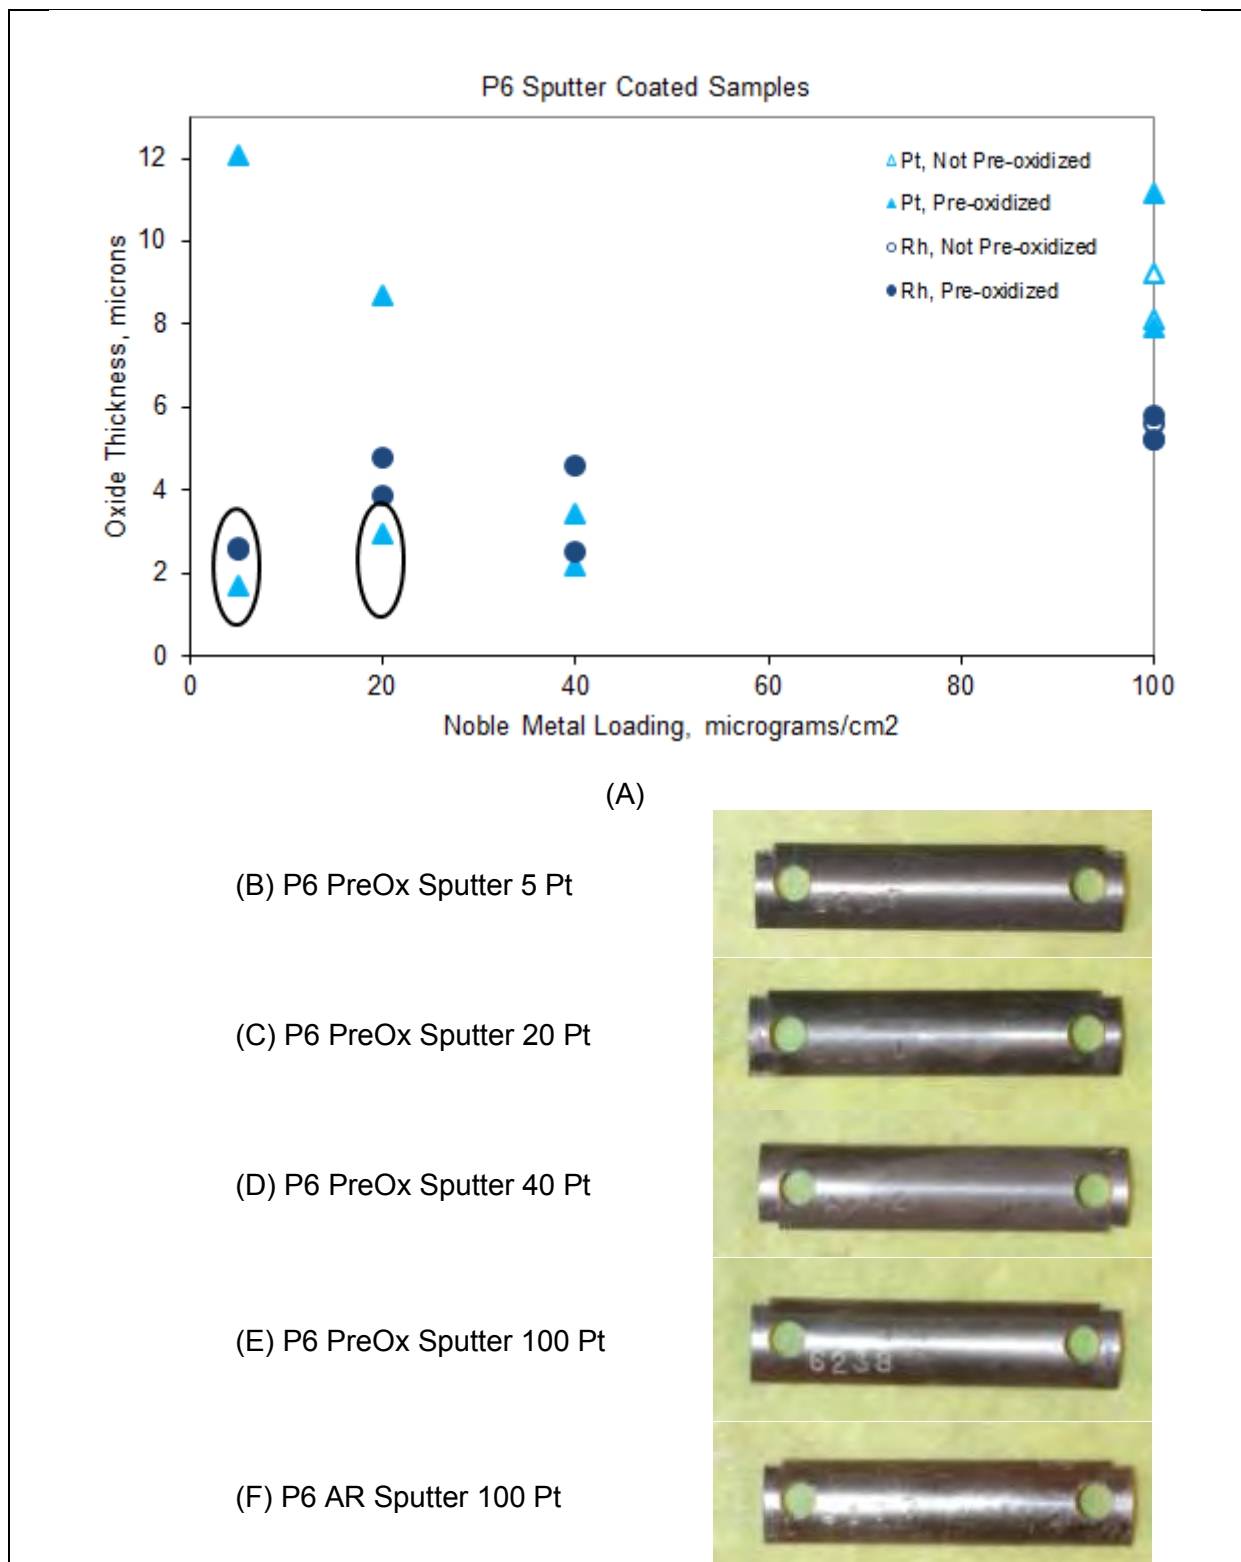 P6 Sputter Coated Samples
Oxide Thickness, microns
12
10
8
6
4
2
0
Pt, Not Pre-oxidized
Pt, Pre-oxidized
Rh, Not Pre-oxidized
Rh, Pre-oxidized
0 20 40 60 80 100
Noble Metal Loading, micrograms/cm2
(A)
(B) P6 PreOx Sputter 5 Pt
(C) P6 PreOx Sputter 20 Pt
(D) P6 PreOx Sputter 40 Pt
(E) P6 PreOx Sputter 100 Pt
6238
(F) P6 AR Sputter 100 Pt